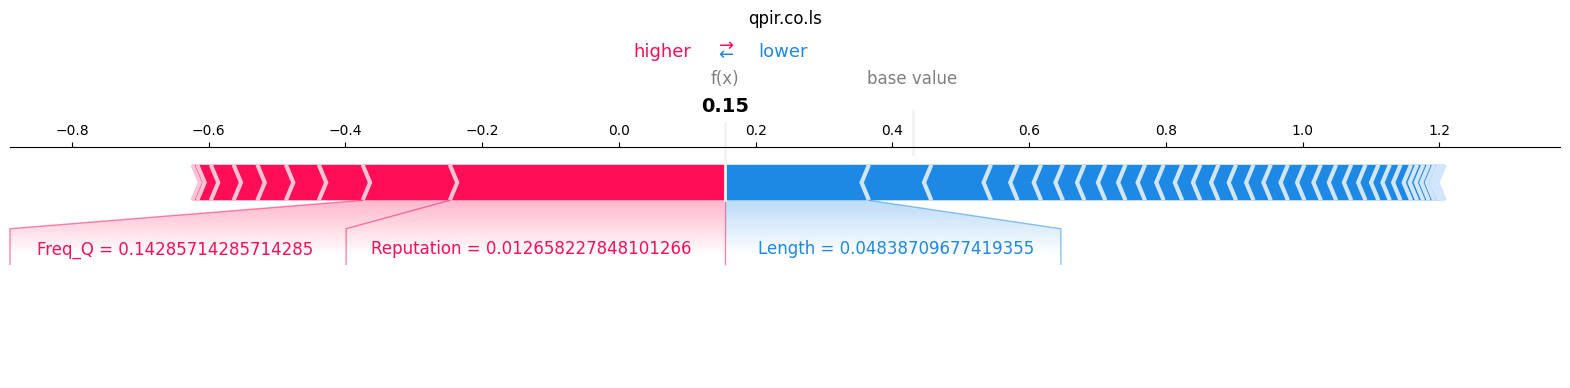 qpir.co.ls
higher → ← lower
f(x) base value
0.15
−0.8 −0.6 −0.4 −0.2 0.0 0.2 0.4 0.6 0.8 1.0 1.2
Freq_Q = 0.14285714285714285 Reputation = 0.012658227848101266 Length = 0.04838709677419355